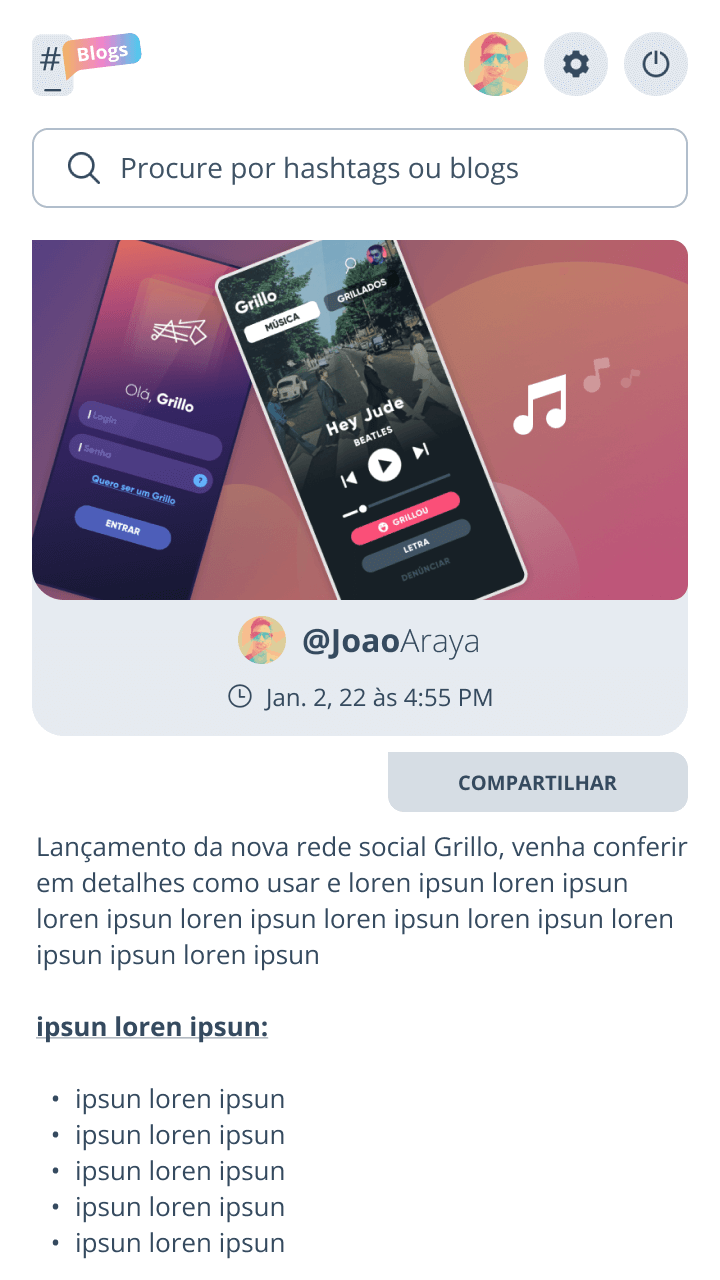 #
Blogs
Procure por hashtags ou blogs
Olá, Grillo
Login
Senha
?
Quero ser um Grillo
ENTRAR
Grillo
MÚSICA
GRILLADOS
Hey Jude
BEATLES
GRILLOU
LETRA
DENÚNCIAR
@JoaoAraya
Jan. 2, 22 às 4:55 PM
COMPARTILHAR
Lançamento da nova rede social Grillo, venha conferir
em detalhes como usar e loren ipsun loren ipsun
loren ipsun loren ipsun loren ipsun loren ipsun loren
ipsun ipsun loren ipsun
ipsun loren ipsun:
• ipsun loren ipsun
• ipsun loren ipsun
• ipsun loren ipsun
• ipsun loren ipsun
• ipsun loren ipsun